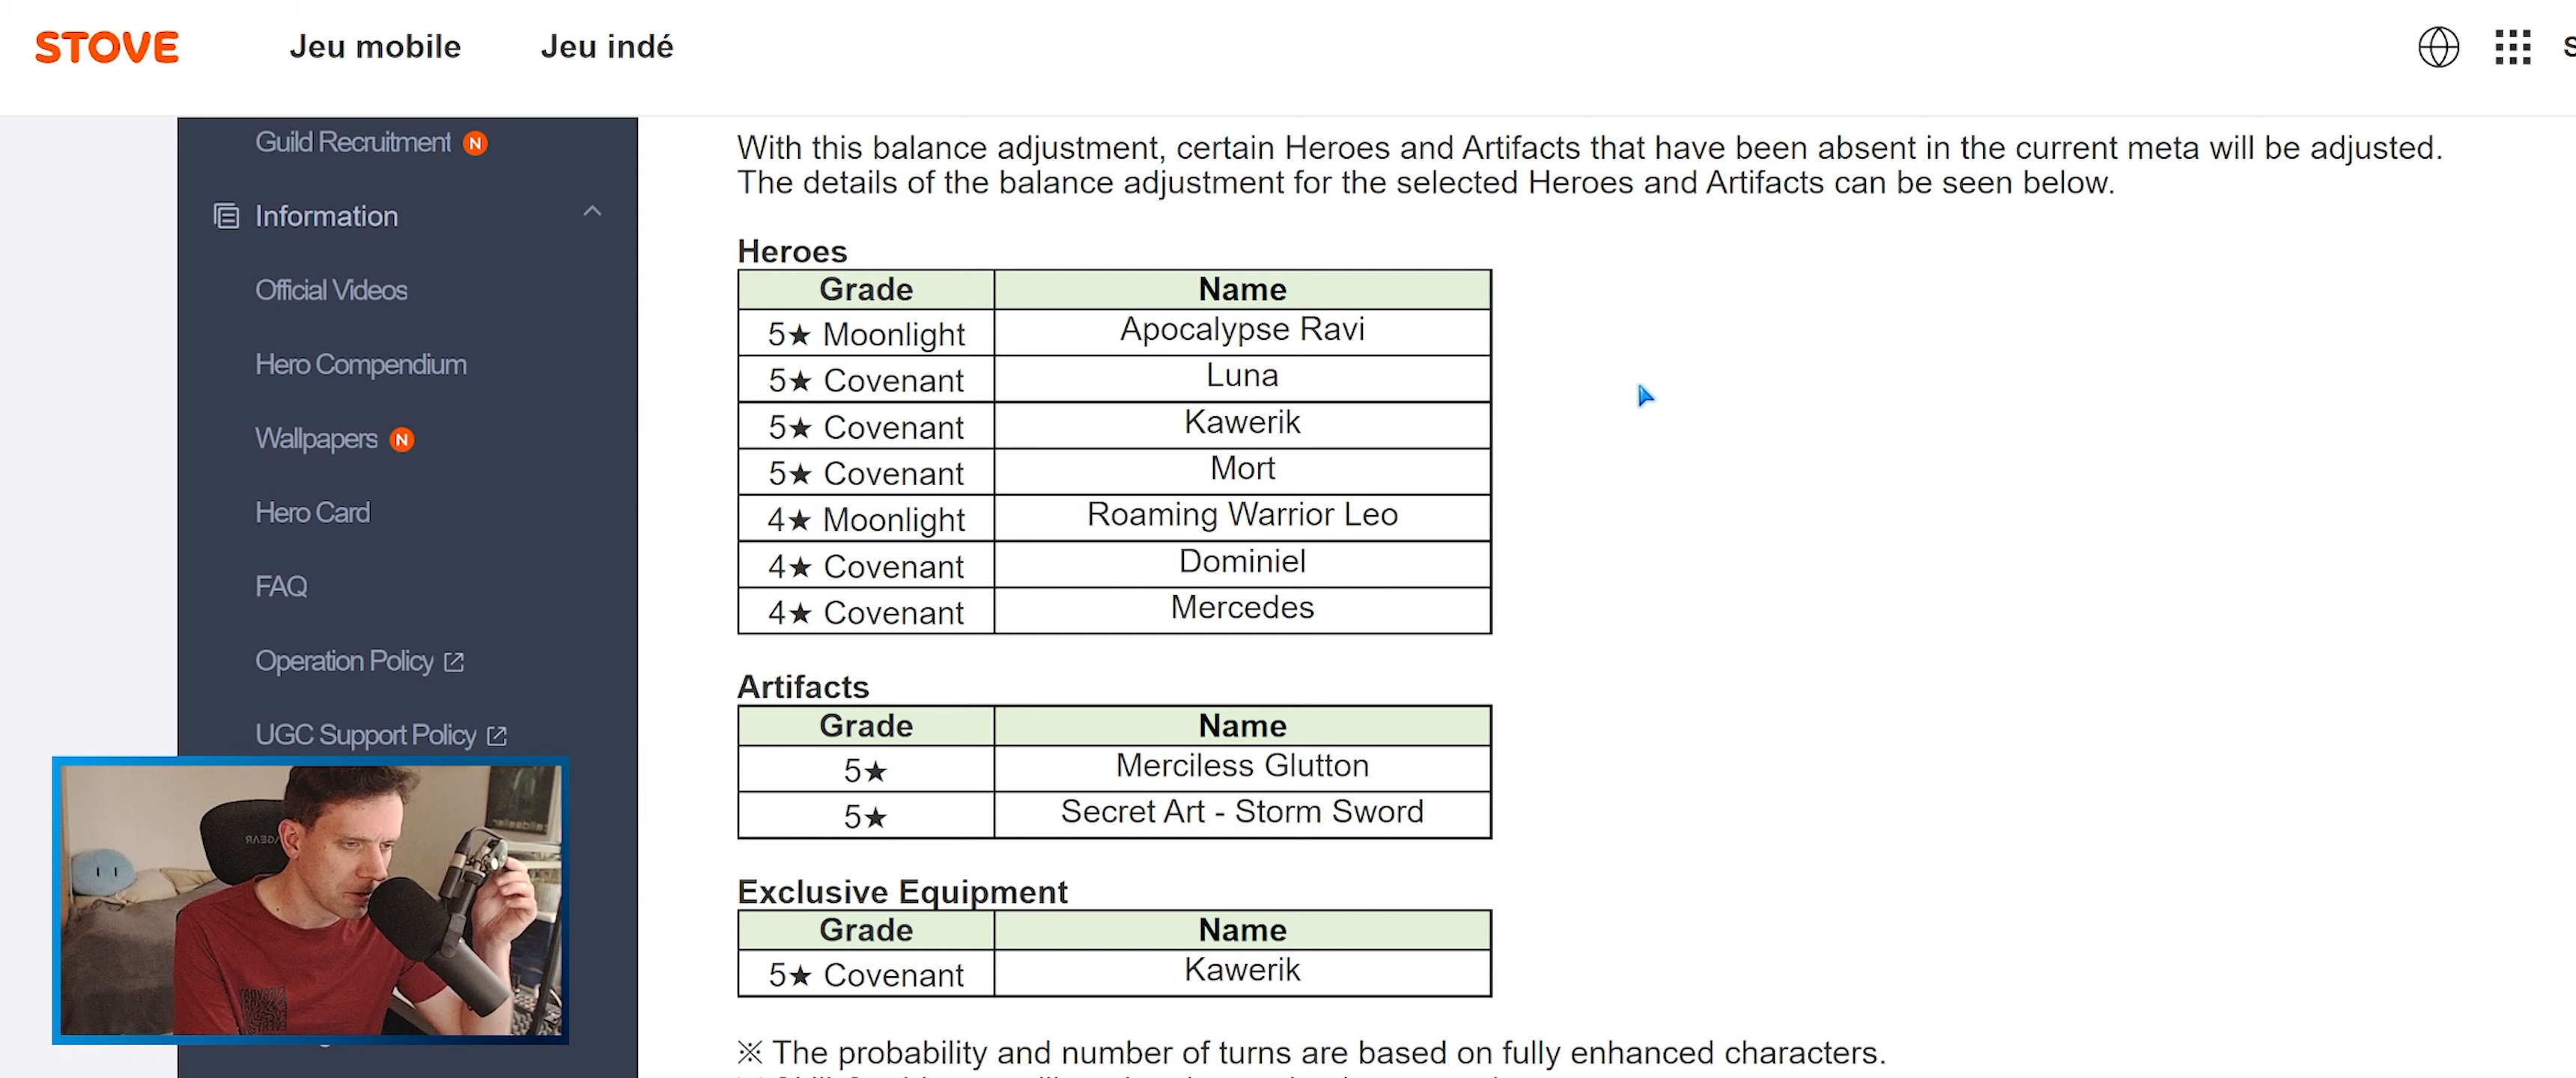 STOVE
Jeu mobile
Jeu indé
Guild Recruitment N
Information
Official Videos
Hero Compendium
Wallpapers N
Hero Card
FAQ
Operation Policy
UGC Support Policy
With this balance adjustment, certain Heroes and Artifacts that have been absent in the current meta will be adjusted.
The details of the balance adjustment for the selected Heroes and Artifacts can be seen below.
Heroes
Grade Name
5★ Moonlight Apocalypse Ravi
5★ Covenant Luna
5★ Covenant Kawerik
5★ Covenant Mort
4★ Moonlight Roaming Warrior Leo
4★ Covenant Dominiel
4★ Covenant Mercedes
Artifacts
Grade Name
5★ Merciless Glutton
5★ Secret Art - Storm Sword
Exclusive Equipment
Grade Name
5★ Covenant Kawerik
※ The probability and number of turns are based on fully enhanced characters.